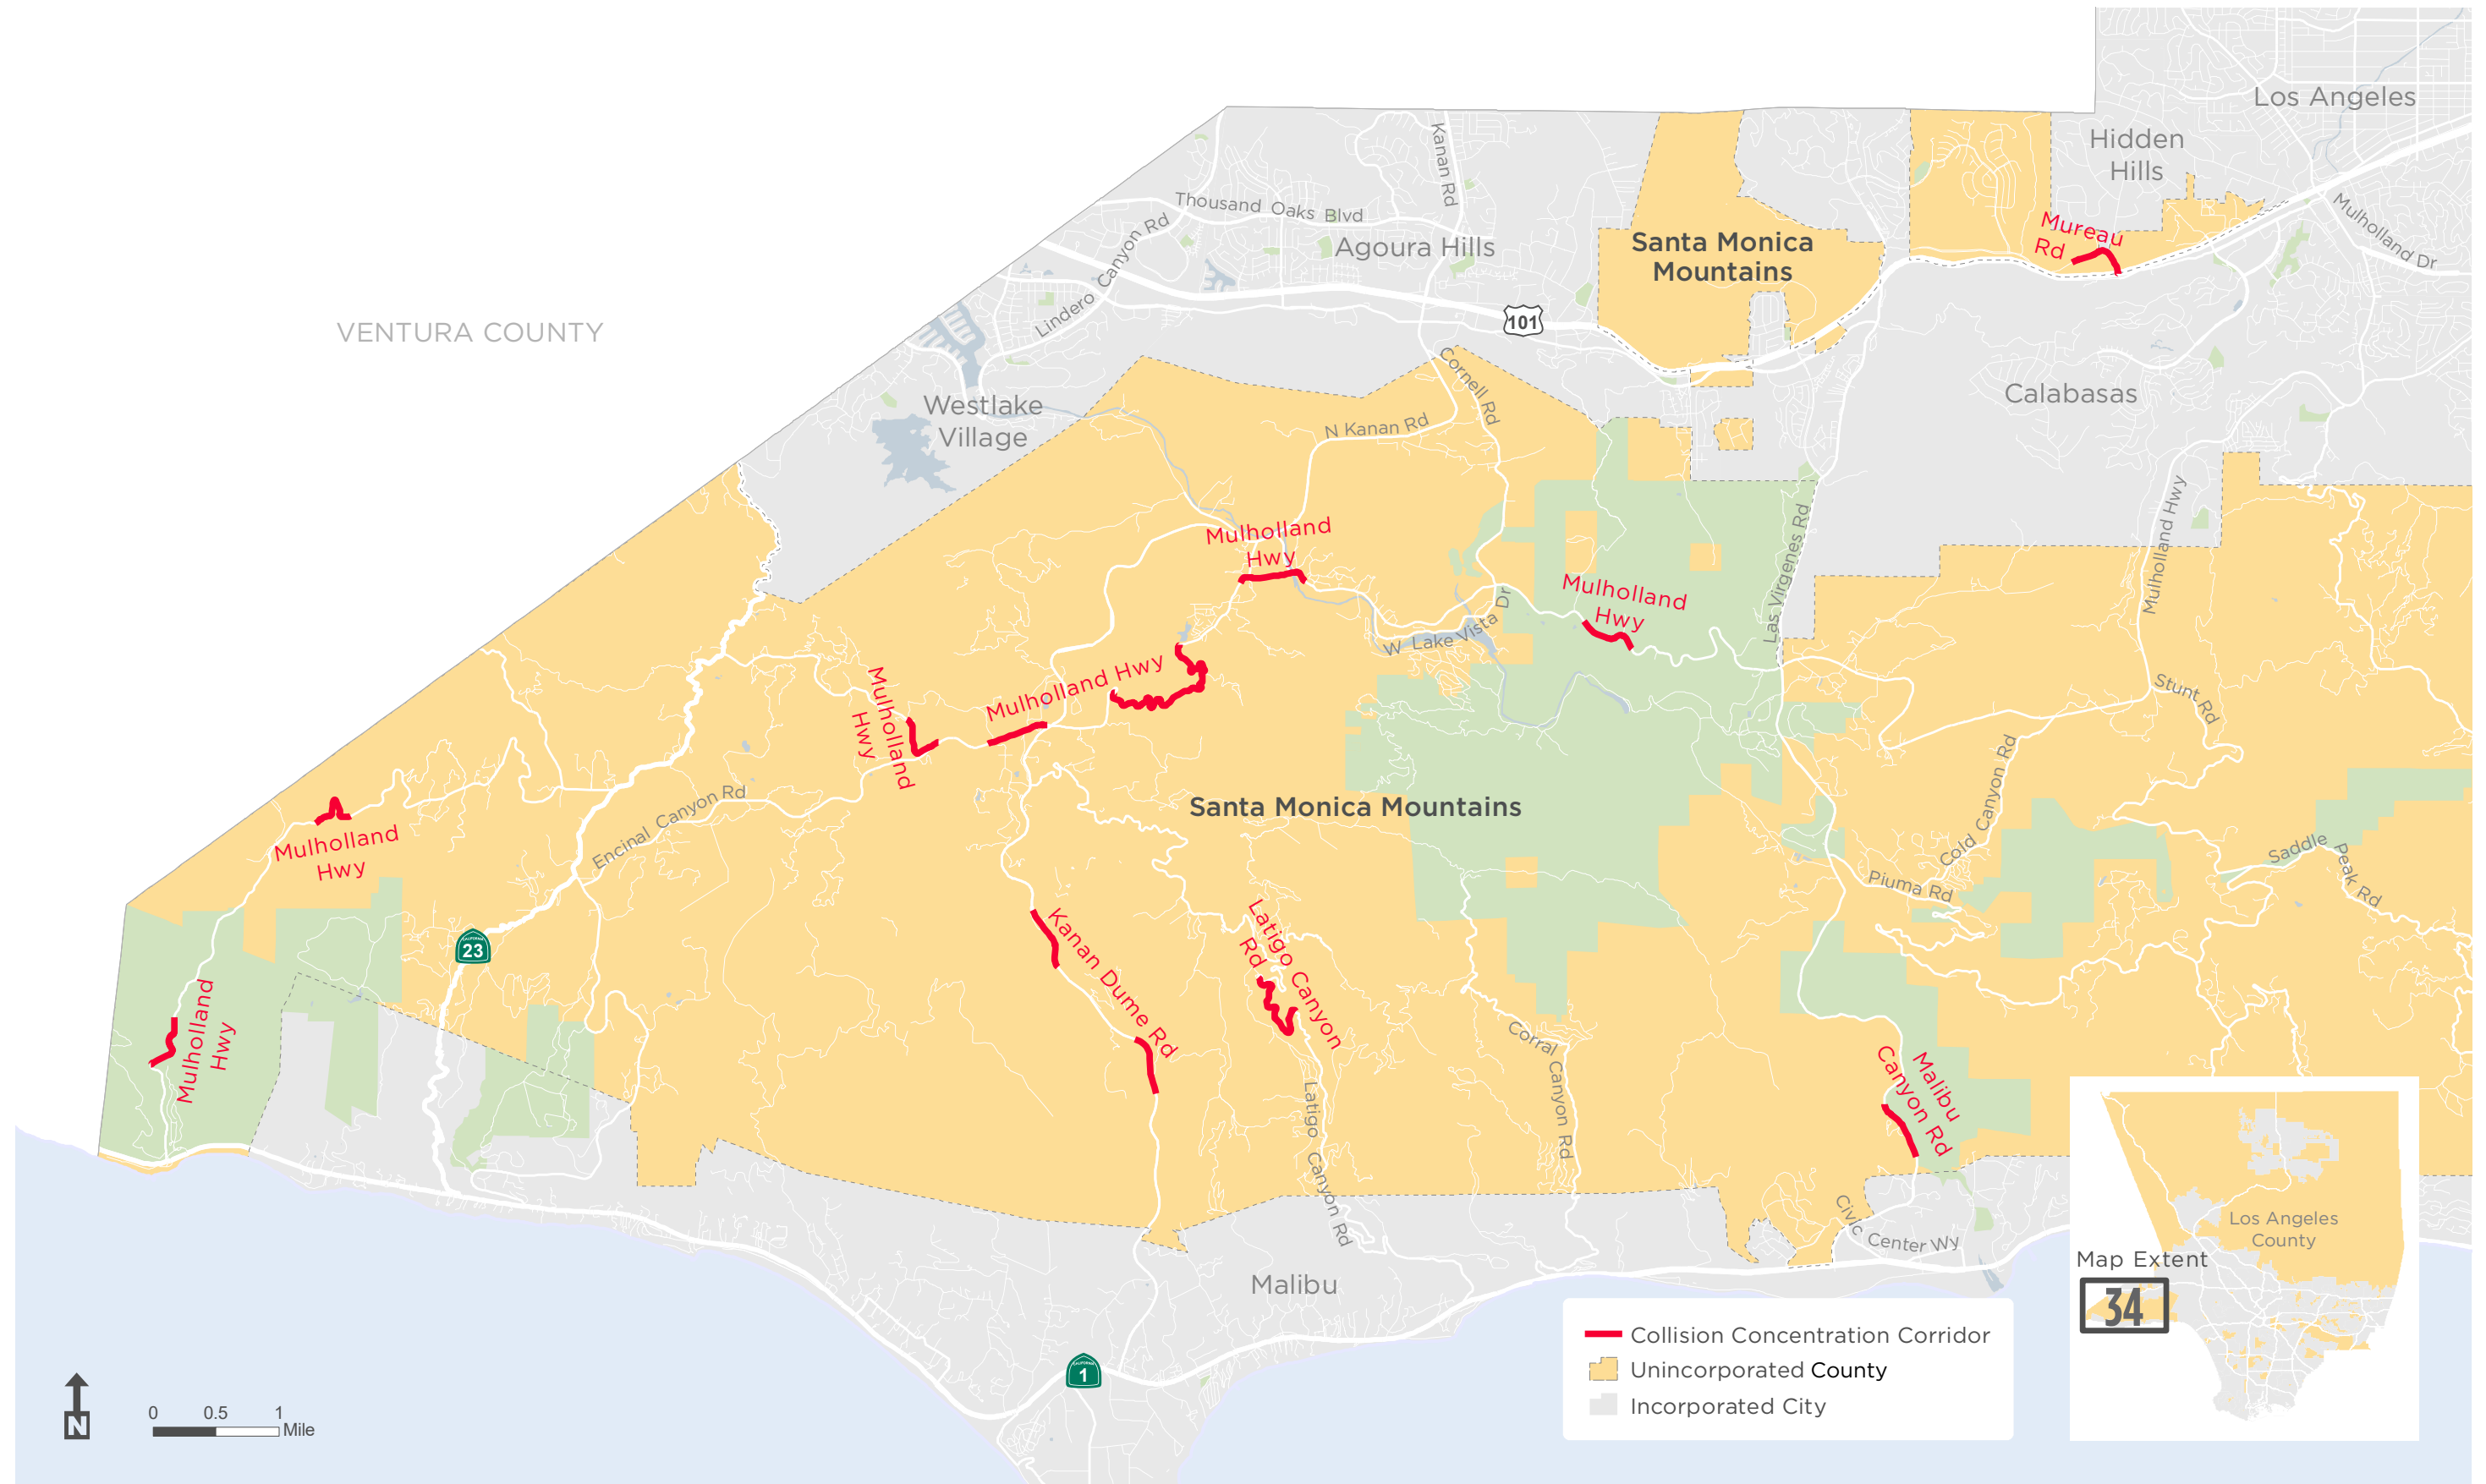 Los Angeles
Hidden
Hills
Kanan Rd
Thousand Oaks Blvd
Lindero Canyon Rd
Agoura Hills
Santa Monica
Mountains
Mureau
Rd
Mulholland Dr
VENTURA COUNTY
101
Cornell Rd
Calabasas
Westlake
Village
N Kanan Rd
Mulholland Hwy
Mulholland
Hwy
Las Virgenes Rd
Mulholland
Hwy
W Lake Vista Dr
Mulholland Hwy
Mulholland
Hwy
Stunt Rd
Cold Canyon Rd
Encinal Canyon Rd
Santa Monica Mountains
Mulholland
Hwy
Saddle Peak Rd
Piuma Rd
23
Kanan Dume Rd
Latigo Canyon
Rd
Mulholland
Hwy
Corral Canyon Rd
Malibu
Canyon Rd
Latigo Canyon Rd
Civic Center Wy
Malibu
CALIFORNIA
1
Los Angeles
County
Map Extent
34
Collision Concentration Corridor
Unincorporated County
Incorporated City
N
0 0.5 1
Mile